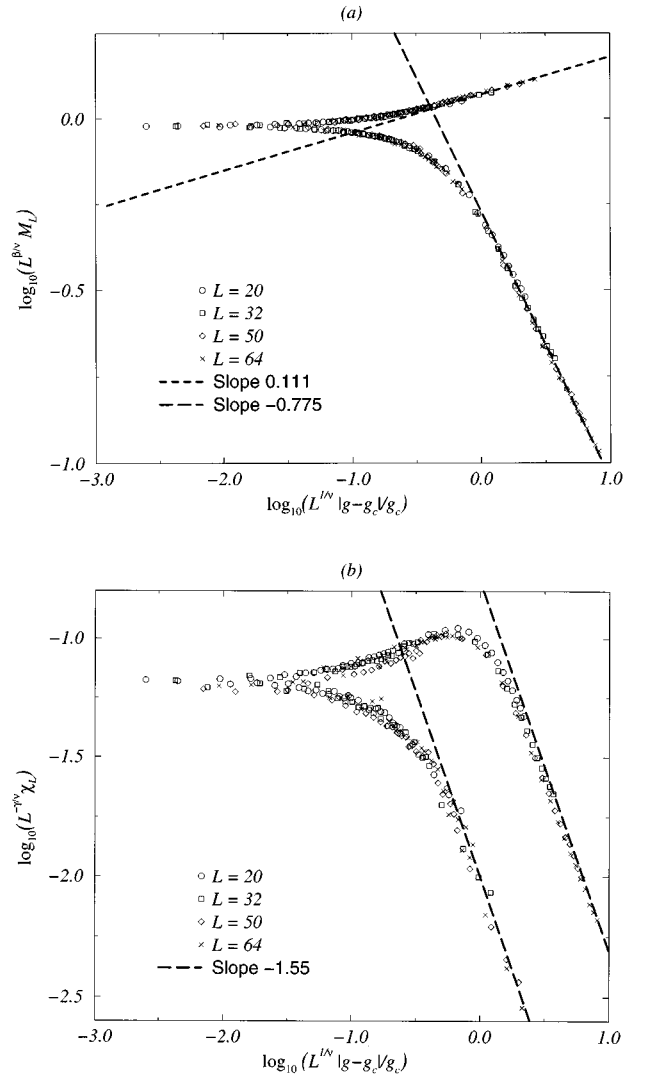 (a)
0.0
−0.5
−1.0
log₁₀(L^β/ν M_L)
L = 20
L = 32
L = 50
L = 64
Slope 0.111
Slope −0.775
−3.0 −2.0 −1.0 0.0 1.0
log₁₀(L^1/ν |g−g_c|/g_c)
(b)
−1.0
−1.5
−2.0
−2.5
log₁₀(L^−γ/ν χ_L)
L = 20
L = 32
L = 50
L = 64
Slope −1.55
−3.0 −2.0 −1.0 0.0 1.0
log₁₀(L^1/ν |g−g_c|/g_c)